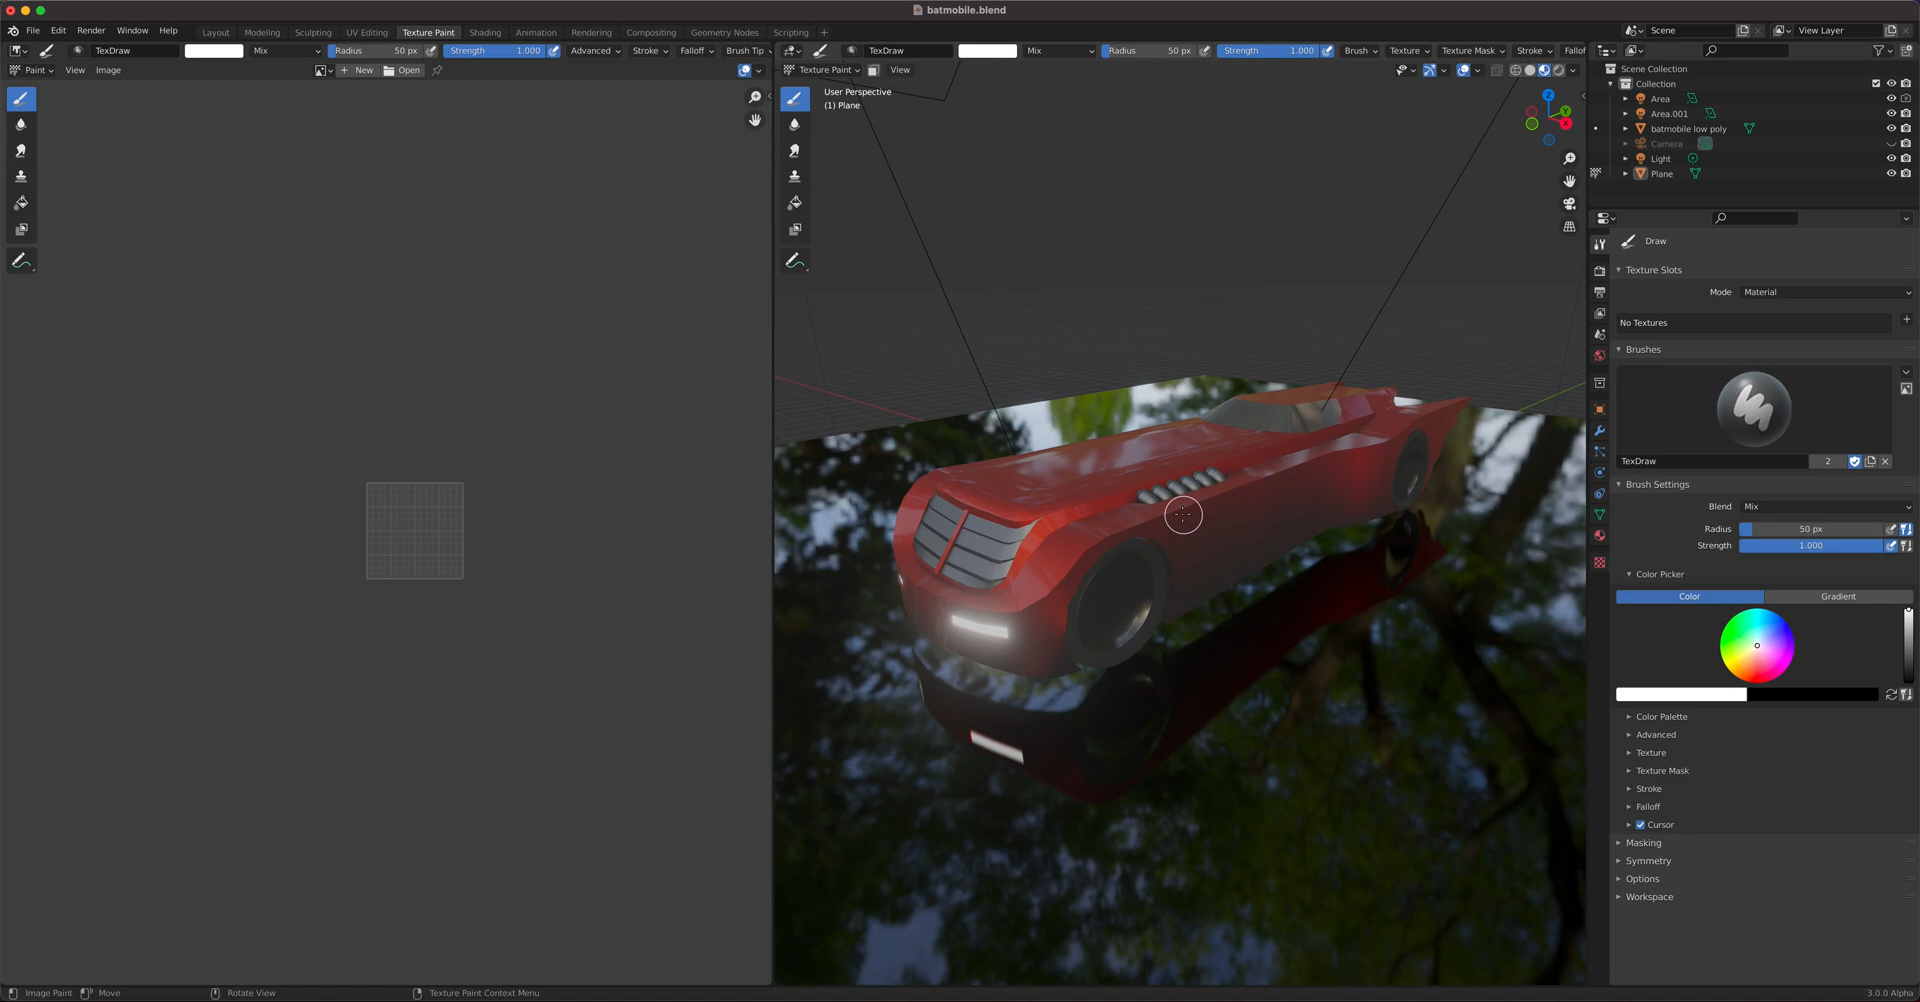 batmobile.blend
File Edit Render Window Help Layout Modeling Sculpting UV Editing Texture Paint Shading Animation Rendering Compositing Geometry Nodes Scripting + Scene View Layer
TexDraw Mix Radius 50 px Strength 1.000 Advanced Stroke Falloff Brush Tip TexDraw Mix Radius 50 px Strength 1.000 Brush Texture Texture Mask Stroke Fallof
Paint View Image + New Open Texture Paint View
User Perspective
(1) Plane
Z
Y
X
Scene Collection
Collection
Area
Area.001
batmobile low poly
Camera
Light
Plane
Draw
Texture Slots
Mode Material
No Textures
Brushes
TexDraw 2
Brush Settings
Blend Mix
Radius 50 px
Strength 1.000
Color Picker
Color Gradient
Color Palette
Advanced
Texture
Texture Mask
Stroke
Falloff
Cursor
Masking
Symmetry
Options
Workspace
Image Paint Move Rotate View Texture Paint Context Menu 3.0.0 Alpha